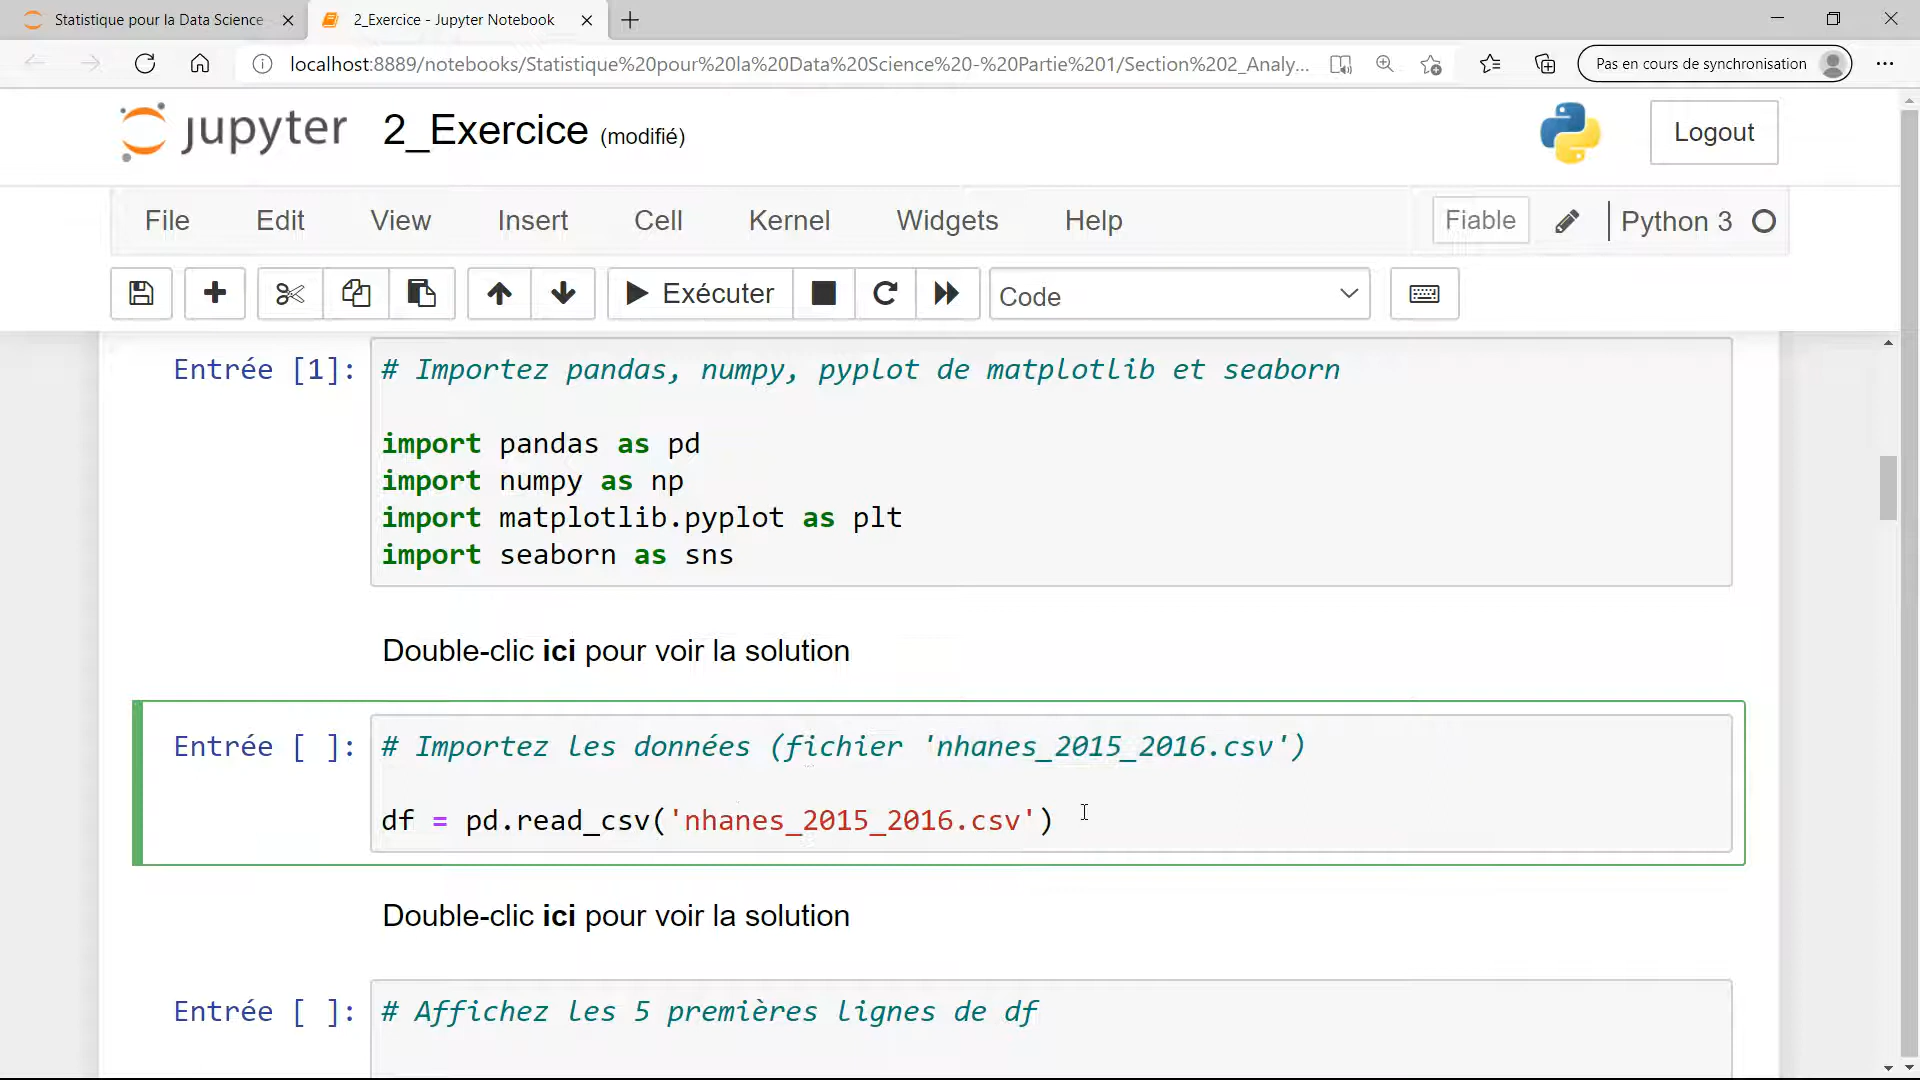 Statistique pour la Data Science
2_Exercice - Jupyter Notebook
localhost:8889/notebooks/Statistique%20pour%20la%20Data%20Science%20-%20Partie%201/Section%202_Analy...
Pas en cours de synchronisation
jupyter 2_Exercice (modifié)
Logout
File Edit View Insert Cell Kernel Widgets Help
Fiable
Python 3
Exécuter
Code
Entrée [1]: # Importez pandas, numpy, pyplot de matplotlib et seaborn
import pandas as pd
import numpy as np
import matplotlib.pyplot as plt
import seaborn as sns
Double-clic ici pour voir la solution
Entrée [ ]: # Importez les données (fichier 'nhanes_2015_2016.csv')
df = pd.read_csv('nhanes_2015_2016.csv')
Double-clic ici pour voir la solution
Entrée [ ]: # Affichez les 5 premières lignes de df